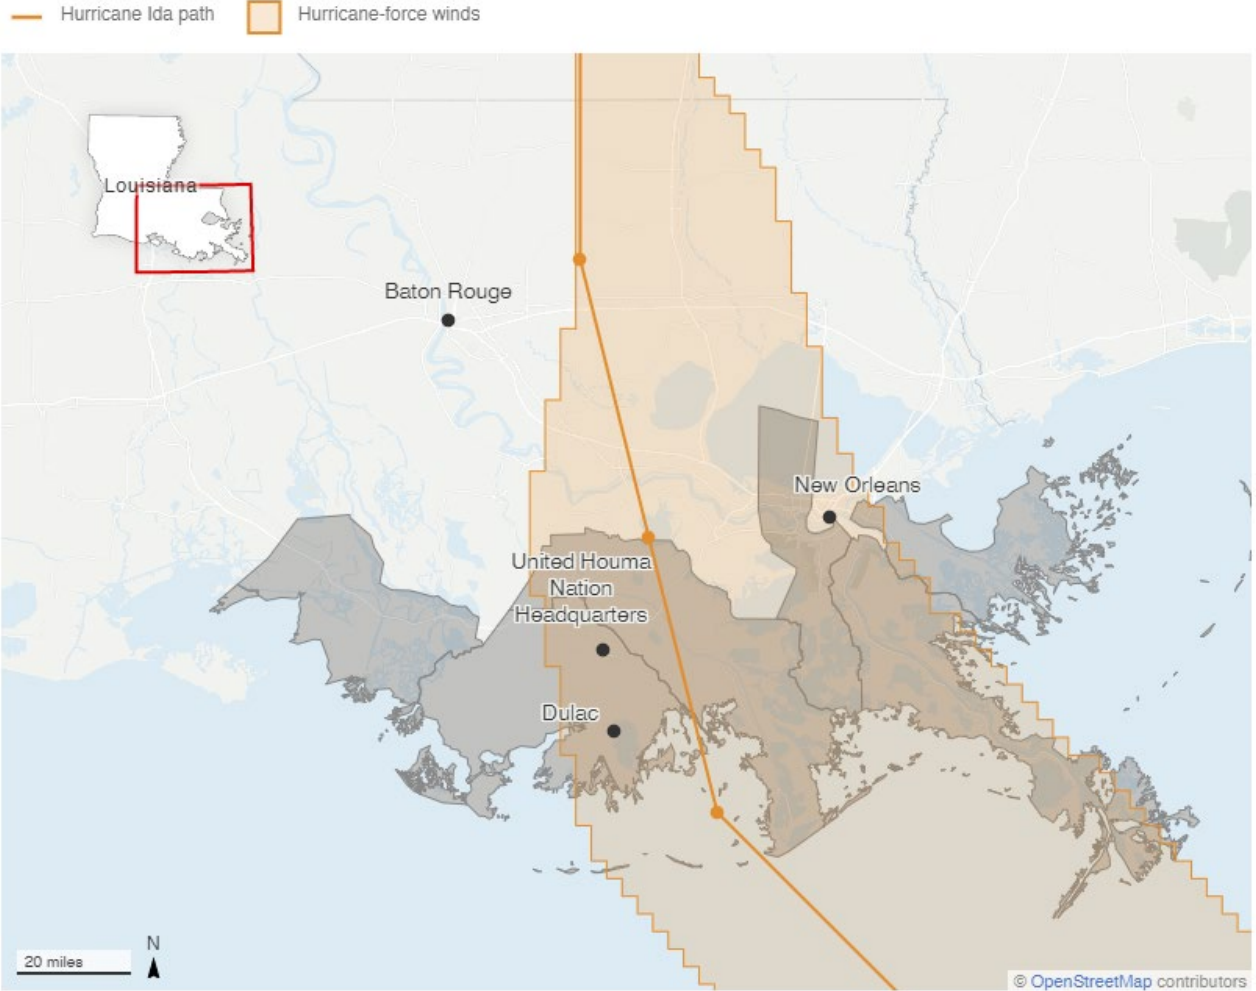 Hurricane Ida path
Hurricane-force winds
Louisiana
Baton Rouge
New Orleans
United Houma
Nation
Headquarters
Dulac
20 miles
N
© OpenStreetMap contributors